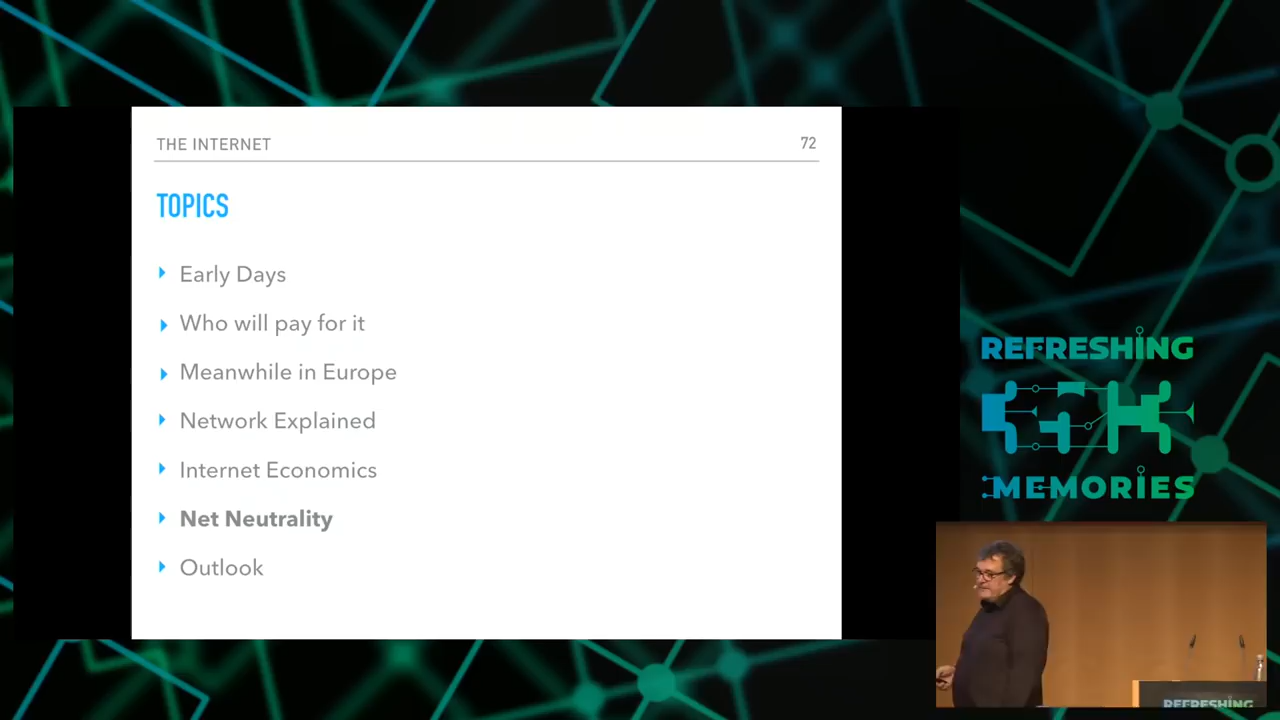 THE INTERNET
72
TOPICS
Early Days
Who will pay for it
Meanwhile in Europe
Network Explained
Internet Economics
Net Neutrality
Outlook
REFRESHING
MEMORIES
REFRESHING